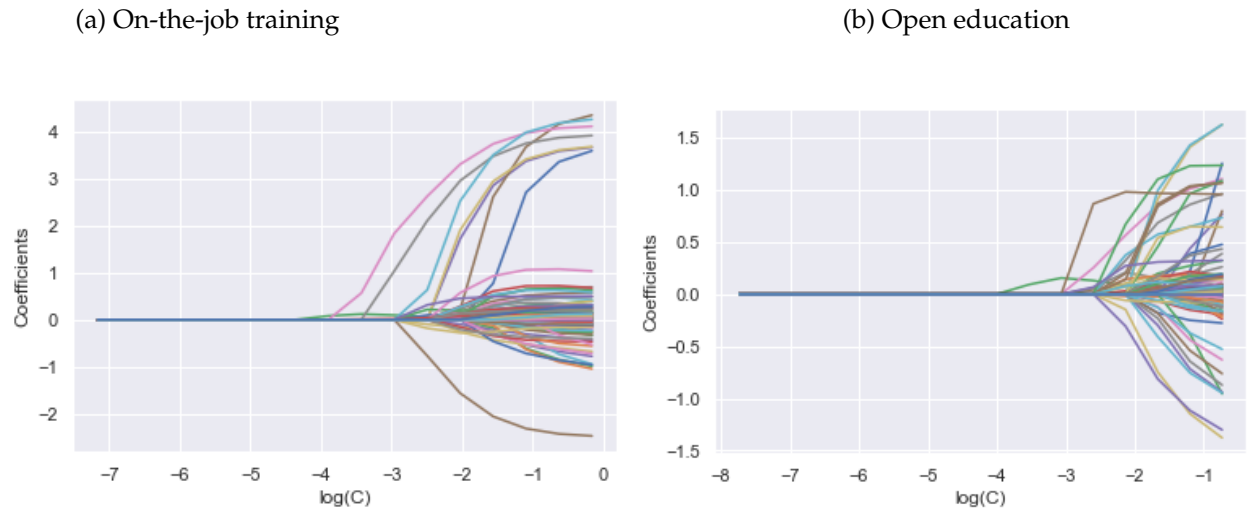 (a) On-the-job training
(b) Open education
4
3
2
1
0
−1
−2
Coefficients
−7 −6 −5 −4 −3 −2 −1 0
log(C)
1.5
1.0
0.5
0.0
−0.5
−1.0
−1.5
Coefficients
−8 −7 −6 −5 −4 −3 −2 −1
log(C)